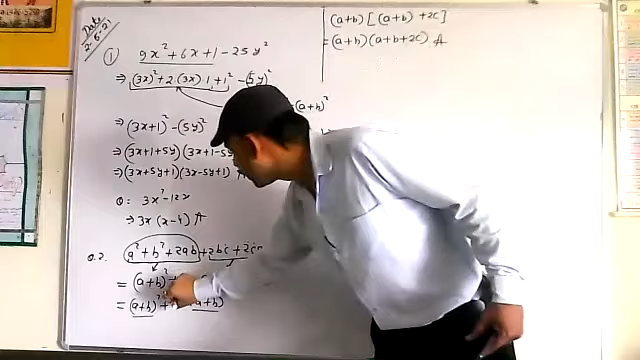 Date
2-6-21
① 9x² + 6x + 1 - 25y²
⇒ (3x)² + 2·(3x)·1 + 1² - (5y)²
(a+b)²
⇒ (3x+1)² - (5y)²
⇒ (3x+1+5y) (3x+1-5y
⇒ (3x+5y+1) (3x-5y+1)
Q = 3x² - 12x
⇒ 3x (x-4) A
Q.2. a² + b² + 2ab + 2bc + 2ca
= (a+b)² +
= (a+b)² + (a+b)
(a+b) [(a+b) + 2c]
= (a+b) (a+b+2c) A